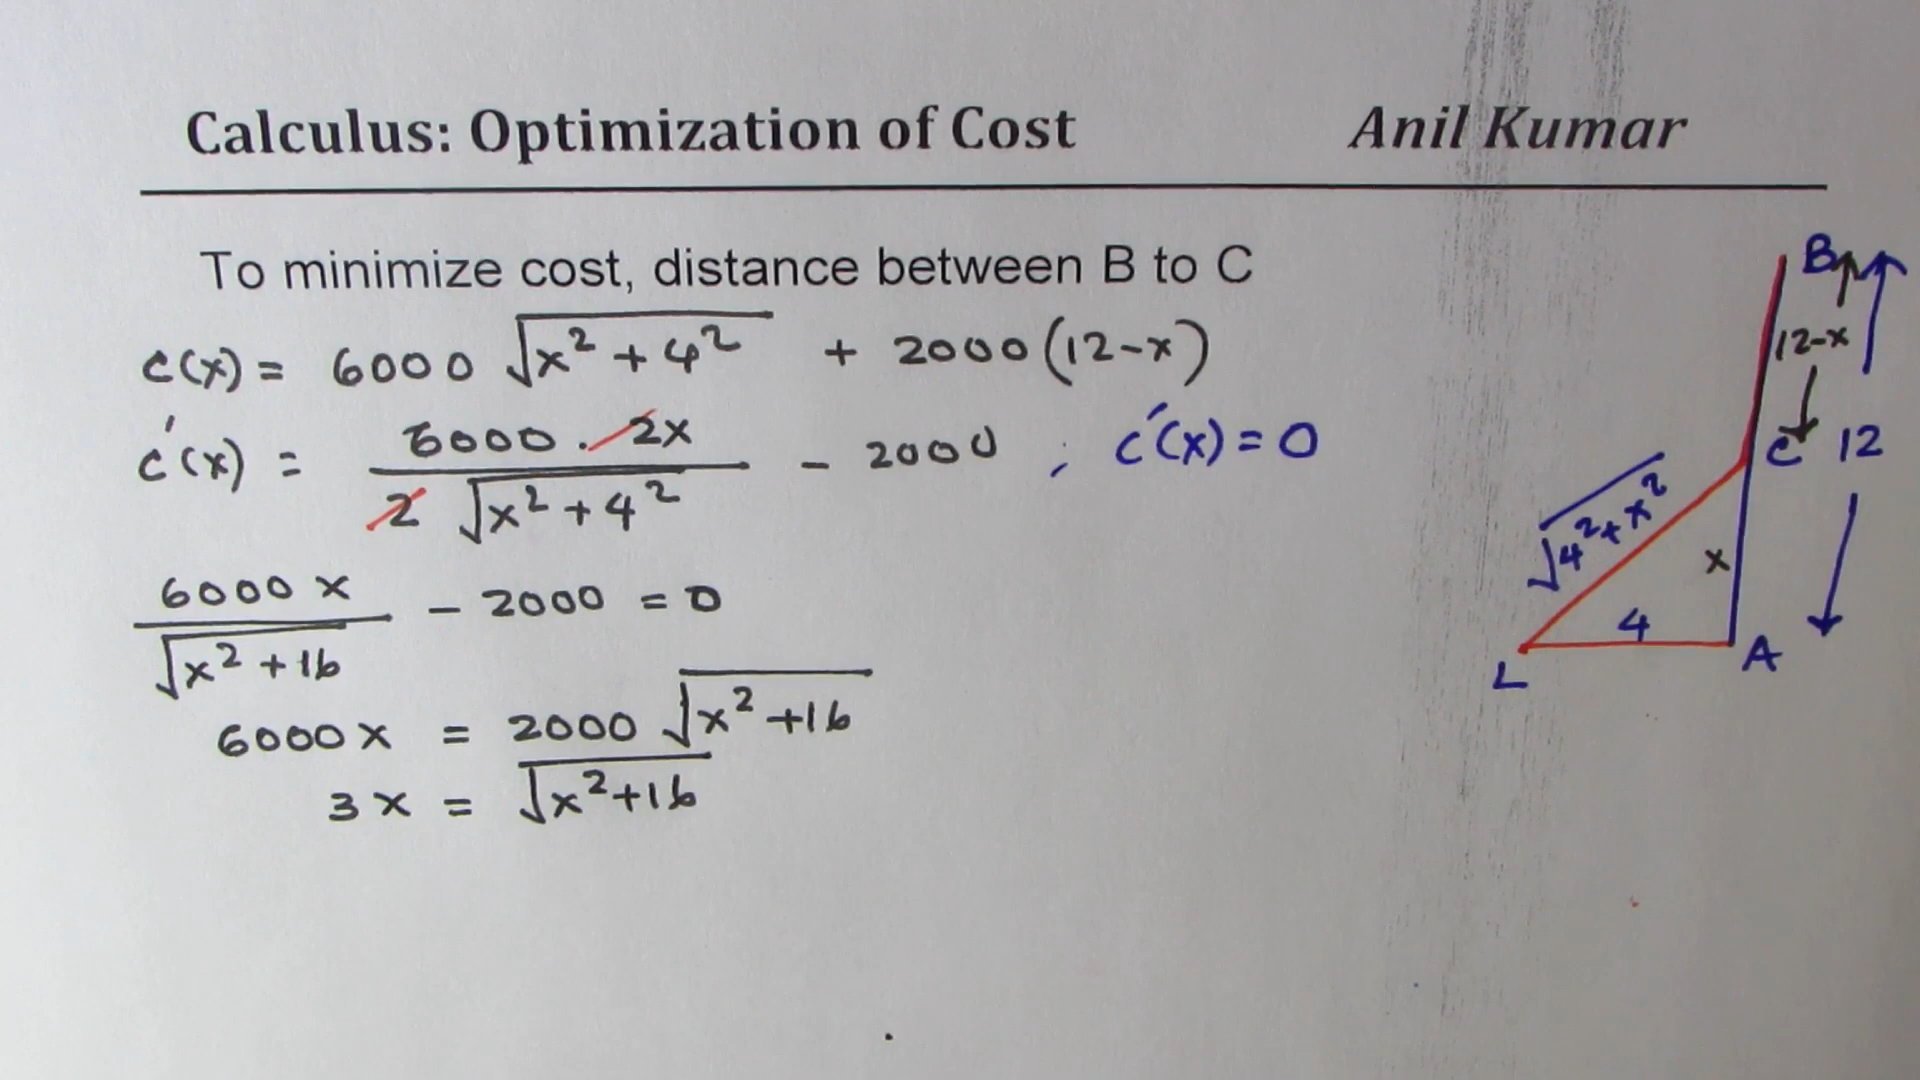 Calculus: Optimization of Cost Anil Kumar
To minimize cost, distance between B to C
c(x) = 6000 √(x² + 4²) + 2000 (12-x)
c'(x) = 6000 . 2x / 2 √(x² + 4²) - 2000 ; c'(x) = 0
6000 x / √(x² + 16) - 2000 = 0
6000 x = 2000 √(x² + 16)
3 x = √(x² + 16)
B
12-x
C 12
√(4² + x²)
x
4
L A